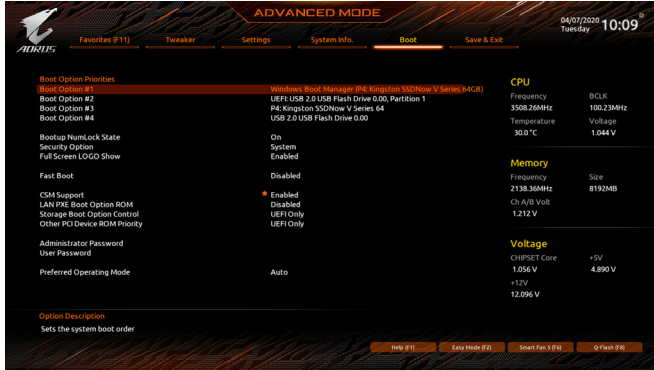 ADVANCED MODE
04/07/2020
Tuesday
10:09
AORUS
Favorites (F11) Tweaker Settings System Info. Boot Save & Exit
Boot Option Priorities
Boot Option #1 Windows Boot Manager (P4: Kingston SSDNow V Series 64GB)
Boot Option #2 UEFI: USB 2.0 USB Flash Drive 0.00, Partition 1
Boot Option #3 P4: Kingston SSDNow V Series 64
Boot Option #4 USB 2.0 USB Flash Drive 0.00
Bootup NumLock State On
Security Option System
Full Screen LOGO Show Enabled
Fast Boot Disabled
CSM Support * Enabled
LAN PXE Boot Option ROM Disabled
Storage Boot Option Control UEFI Only
Other PCI Device ROM Priority UEFI Only
Administrator Password
User Password
Preferred Operating Mode Auto
CPU
Frequency BCLK
3508.26MHz 100.23MHz
Temperature Voltage
30.0 °C 1.044 V
Memory
Frequency Size
2138.36MHz 8192MB
Ch A/B Volt
1.212 V
Voltage
CHIPSET Core +5V
1.056 V 4.890 V
+12V
12.096 V
Option Description
Sets the system boot order
Help (F1) Easy Mode (F2) Smart Fan 5 (F6) Q-Flash (F8)